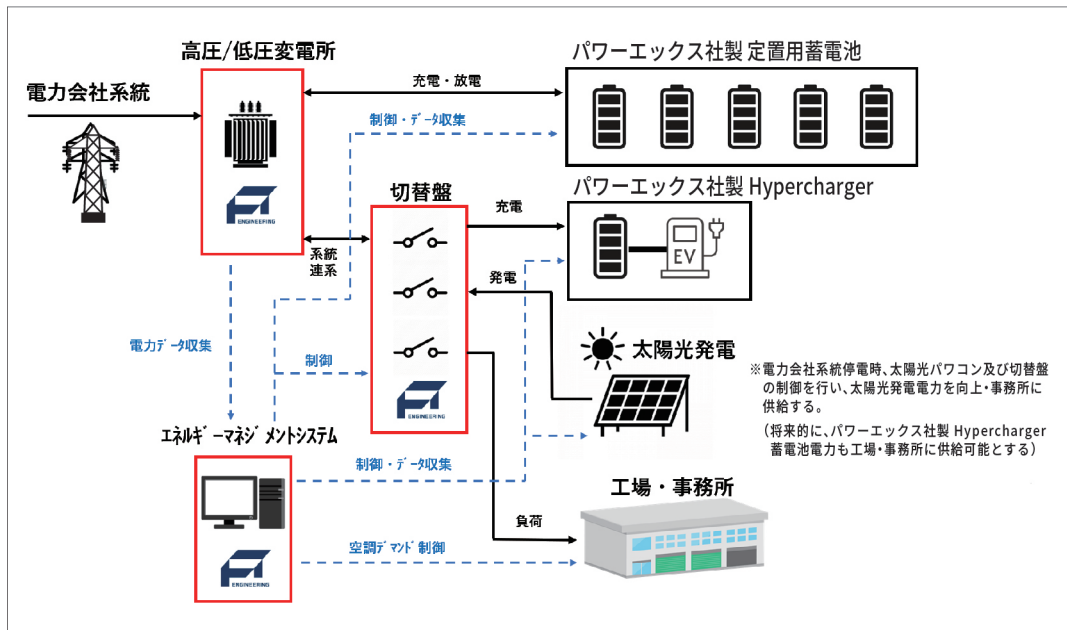 高圧/低圧変電所
パワーエックス社製 定置用蓄電池
電力会社系統
充電・放電
制御・データ収集
ENGINEERING
切替盤
パワーエックス社製 Hypercharger
充電
系統
連系
EV
発電
電力データ収集
制御
太陽光発電
ENGINEERING
※電力会社系統停電時、太陽光パワコン及び切替盤
の制御を行い、太陽光発電電力を向上・事務所に
供給する。
（将来的に、パワーエックス社製 Hypercharger
蓄電池電力も工場・事務所に供給可能とする）
エネルギーマネジメントシステム
制御・データ収集
工場・事務所
負荷
空調デマンド制御
ENGINEERING